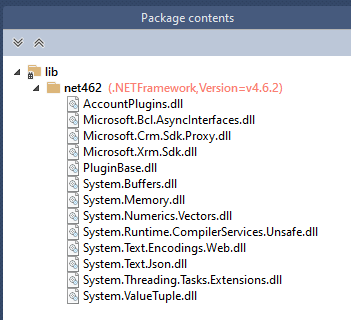 Package contents
lib
net462 (.NETFramework,Version=v4.6.2)
AccountPlugins.dll
Microsoft.Bcl.AsyncInterfaces.dll
Microsoft.Crm.Sdk.Proxy.dll
Microsoft.Xrm.Sdk.dll
PluginBase.dll
System.Buffers.dll
System.Memory.dll
System.Numerics.Vectors.dll
System.Runtime.CompilerServices.Unsafe.dll
System.Text.Encodings.Web.dll
System.Text.Json.dll
System.Threading.Tasks.Extensions.dll
System.ValueTuple.dll